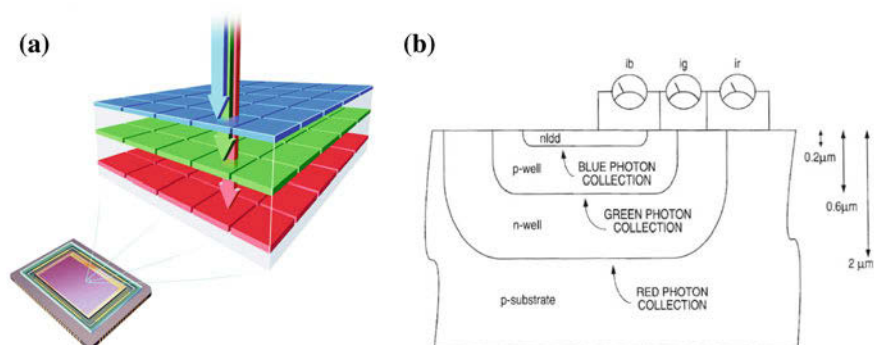 (a)
(b)
ib
ig
ir
nldd
p-well
BLUE PHOTON
COLLECTION
GREEN PHOTON
COLLECTION
n-well
RED PHOTON
COLLECTION
p-substrate
0.2μm
0.6μm
2 μm